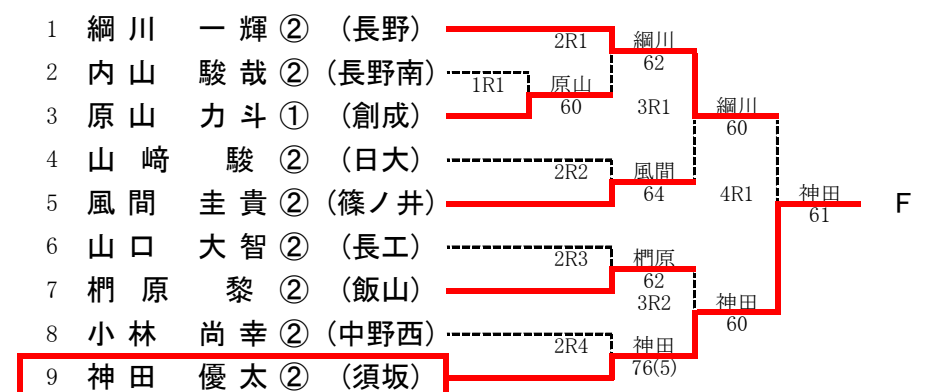 1 綱川 一輝② (長野)
2R1 綱川
62
2 内山 駿哉② (長野南)
1R1 原山
60
3 原山 力斗① (創成)
3R1 綱川
60
4 山﨑 駿② (日大)
2R2 風間
64
5 風間 圭貴② (篠ノ井)
4R1 神田
61
F
6 山口 大智② (長工)
2R3 椚原
62
7 椚原 黎② (飯山)
3R2 神田
60
8 小林 尚幸② (中野西)
2R4 神田
76(5)
9 神田 優太② (須坂)